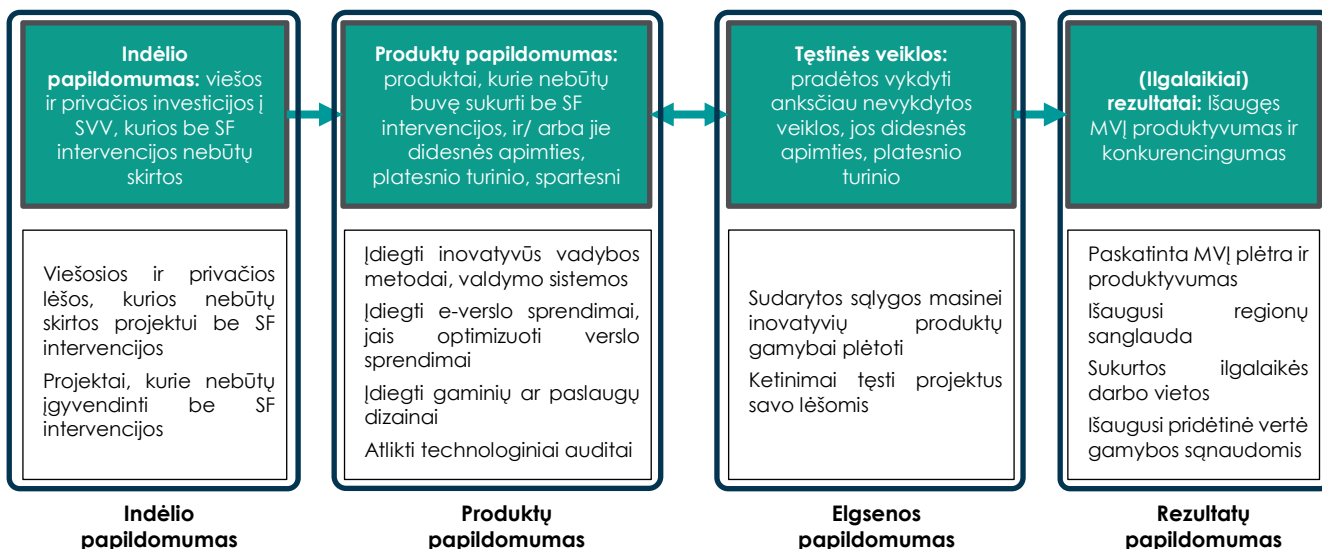 Indėlio
papildomumas: viešos
ir privačios investicijos į
SVV, kurios be SF
intervencijos nebūtų
skirtos
Viešosios ir privačios
lėšos, kurios nebūtų
skirtos projektui be SF
intervencijos
Projektai, kurie nebūtų
įgyvendinti be SF
intervencijos
Indėlio
papildomumas
Produktų papildomumas:
produktai, kurie nebūtų
buvę sukurti be SF
intervencijos, ir/ arba jie
didesnės apimties,
platesnio turinio, spartesni
Įdiegti inovatyvūs vadybos
metodai, valdymo sistemos
Įdiegti e-verslo sprendimai,
jais optimizuoti verslo
sprendimai
Įdiegti gaminių ar paslaugų
dizainai
Atlikti technologiniai auditai
Produktų
papildomumas
Tęstinės veiklos:
pradėtos vykdyti
anksčiau nevykdytos
veiklos, jos didesnės
apimties, platesnio
turinio
Sudarytos sąlygos masinei
inovatyvių produktų
gamybai plėtoti
Ketinimai tęsti projektus
savo lėšomis
Elgsenos
papildomumas
(Ilgalaikiai)
rezultatai: Išaugęs
MVĮ produktyvumas ir
konkurencingumas
Paskatinta MVĮ plėtra ir
produktyvumas
Išaugusi regionų
sanglauda
Sukurtos ilgalaikės
darbo vietos
Išaugusi pridėtinė vertė
gamybos sąnaudomis
Rezultatų
papildomumas